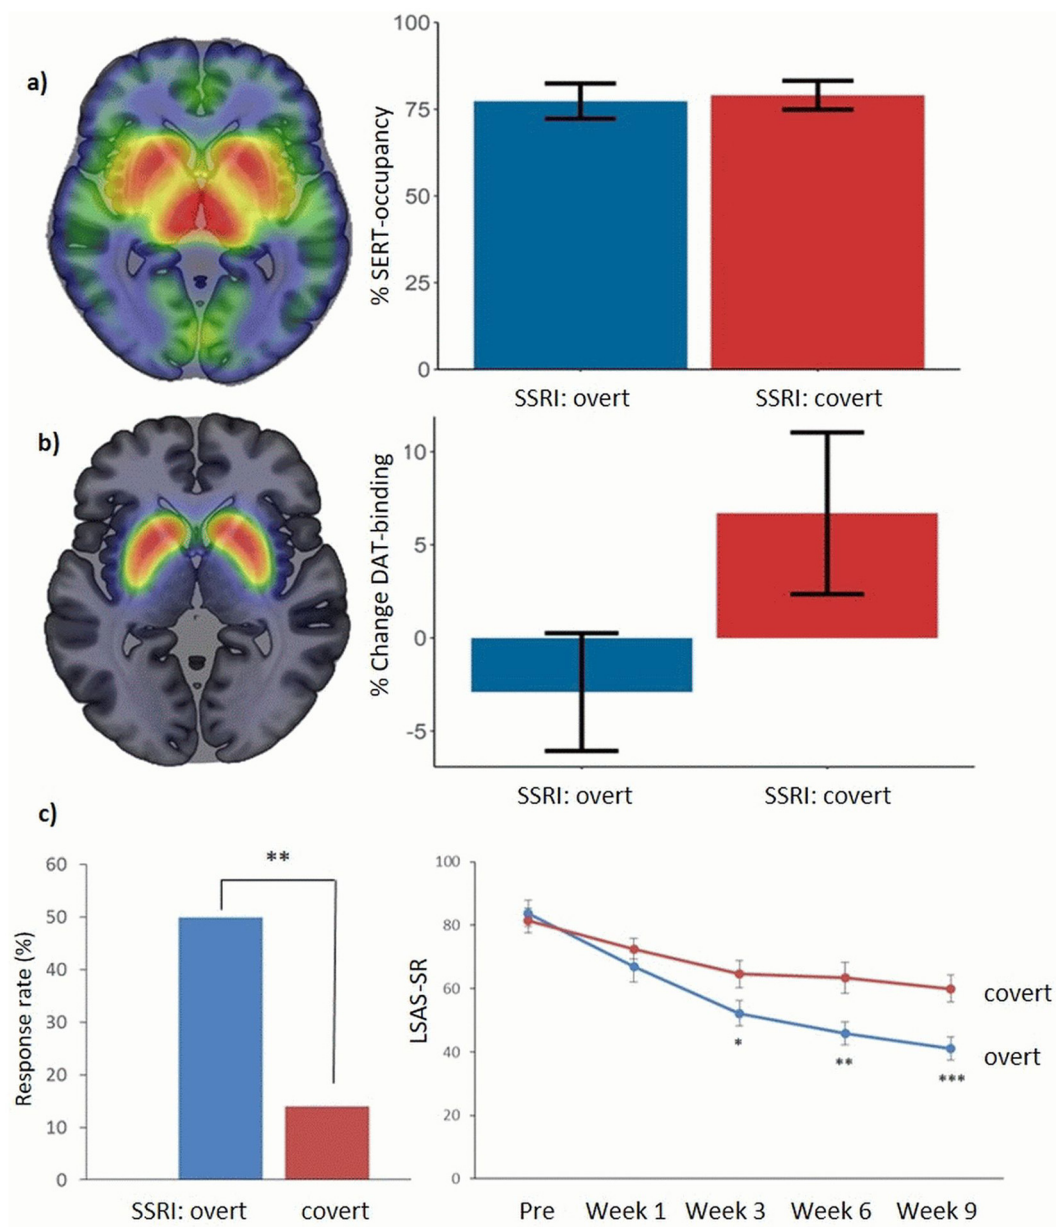 a)
% SERT-occupancy
100
75
50
25
0
SSRI: overt
SSRI: covert
b)
% Change DAT-binding
10
5
0
-5
SSRI: overt
SSRI: covert
c)
Response rate (%)
60
50
40
30
20
10
0
**
SSRI: overt
covert
LSAS-SR
100
80
60
40
20
0
covert
overt
*
**
***
Pre
Week 1
Week 3
Week 6
Week 9